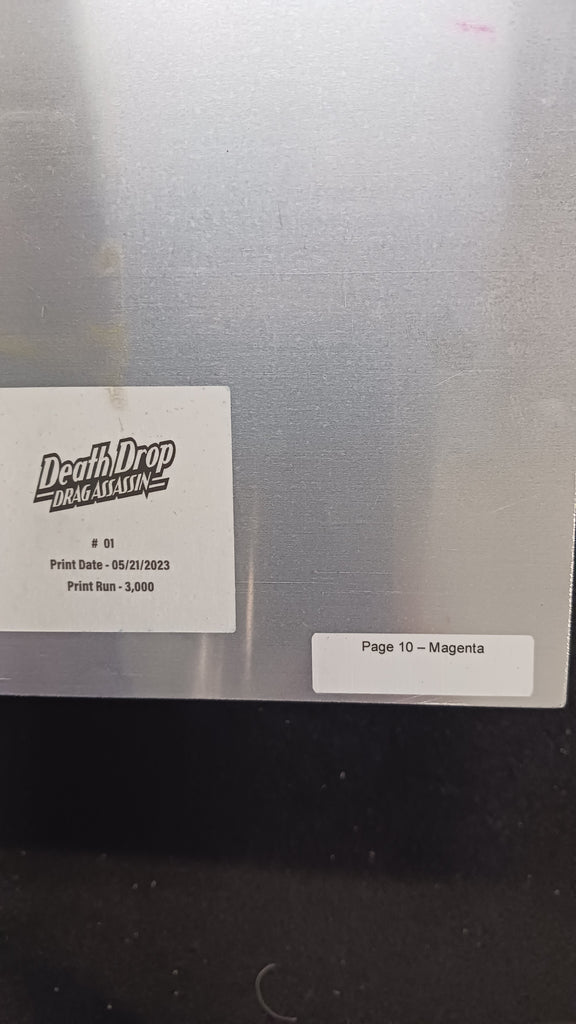 Death Drop
DRAG ASSASSIN
# 01
Print Date - 05/21/2023
Print Run - 3,000
Page 10 – Magenta